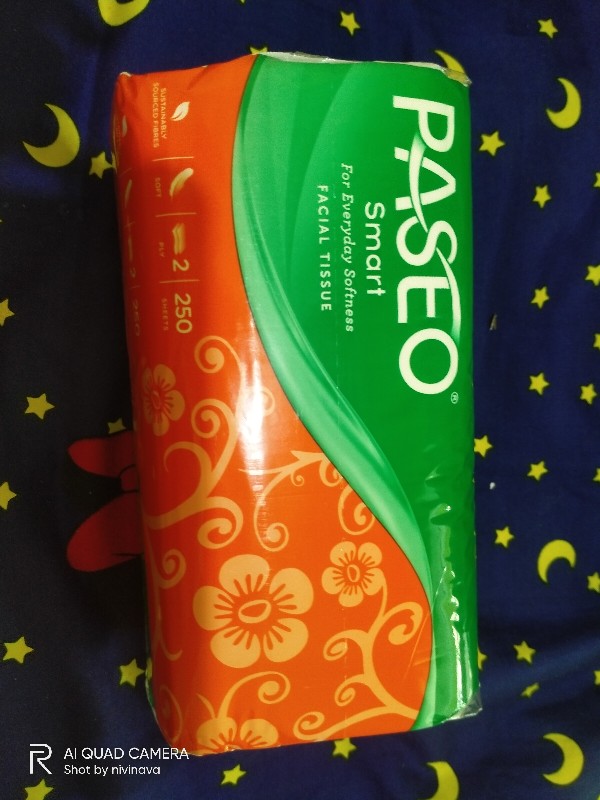 PASEO®
Smart
For Everyday Softness
FACIAL TISSUE
SUSTAINABLY
SOURCED FIBRES
SOFT
2
PLY
250
SHEETS
AI QUAD CAMERA
Shot by nivinava